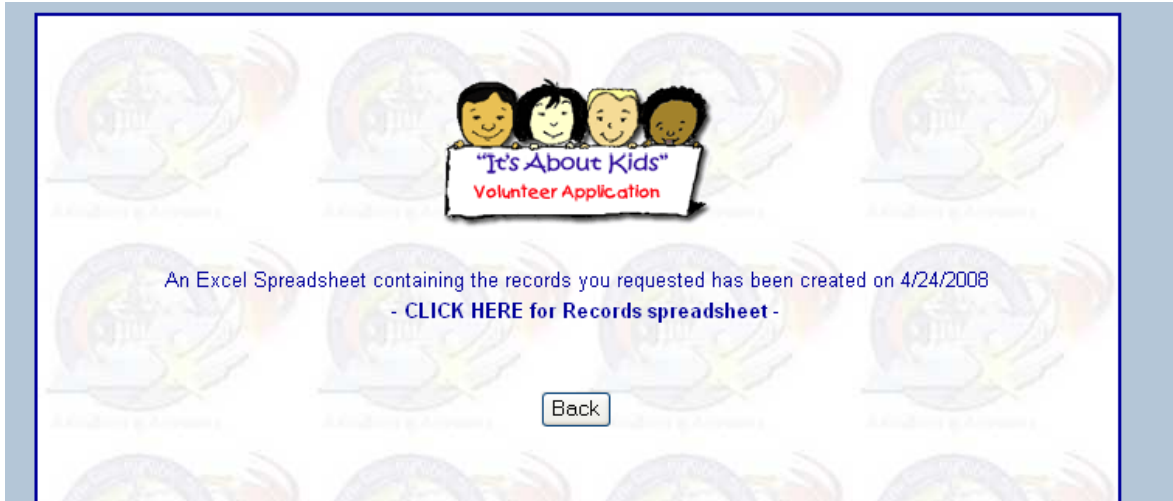 "It's About Kids"
Volunteer Application
An Excel Spreadsheet containing the records you requested has been created on 4/24/2008
- CLICK HERE for Records spreadsheet -
Back